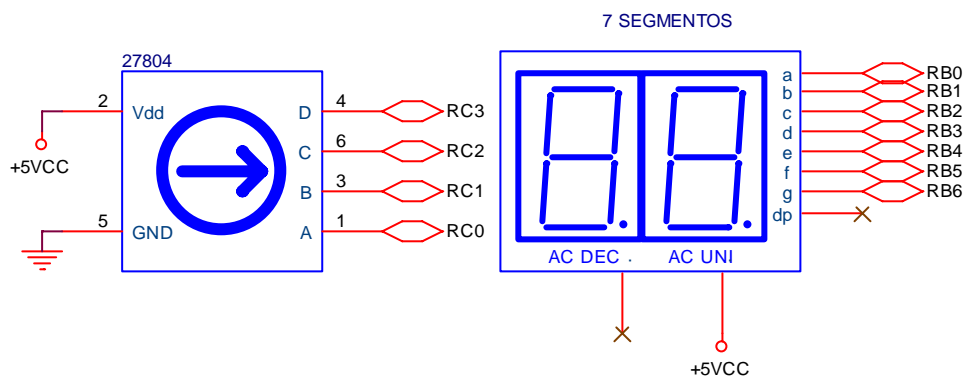 7 SEGMENTOS
27804
2 Vdd D 4 RC3
+5VCC
C 6 RC2
B 3 RC1
5 GND A 1 RC0
a RB0
b RB1
c RB2
d RB3
e RB4
f RB5
g RB6
dp
AC DEC . AC UNI
+5VCC